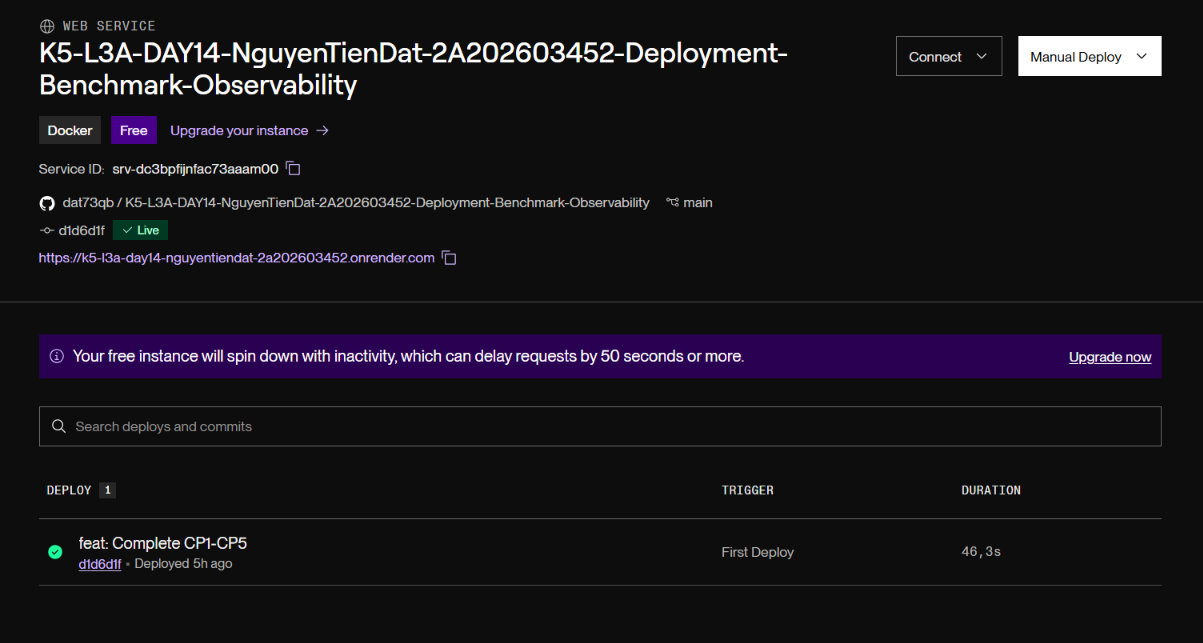 WEB SERVICE
K5-L3A-DAY14-NguyenTienDat-2A202603452-Deployment-
Benchmark-Observability
Connect
Manual Deploy
Docker Free Upgrade your instance →
Service ID: srv-dc3bpfijnfac73aaam00
dat73qb / K5-L3A-DAY14-NguyenTienDat-2A202603452-Deployment-Benchmark-Observability main
d1d6d1f Live
https://k5-l3a-day14-nguyentiendat-2a202603452.onrender.com
Your free instance will spin down with inactivity, which can delay requests by 50 seconds or more.
Upgrade now
Search deploys and commits
DEPLOY 1 TRIGGER DURATION
feat: Complete CP1-CP5
d1d6d1f • Deployed 5h ago
First Deploy
46,3s